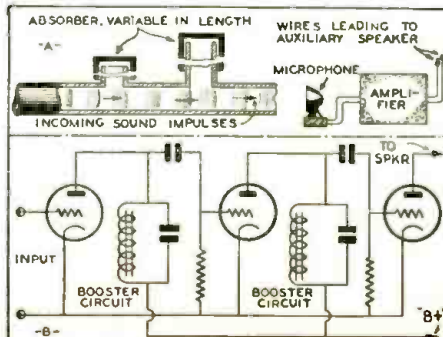 ABSORBER, VARIABLE IN LENGTH
-A-
INCOMING SOUND IMPULSES
WIRES LEADING TO
AUXILIARY SPEAKER
MICROPHONE
AMPLI-
FIER
TO
SPKR
INPUT
BOOSTER
CIRCUIT
BOOSTER
CIRCUIT
-B-
"B+"